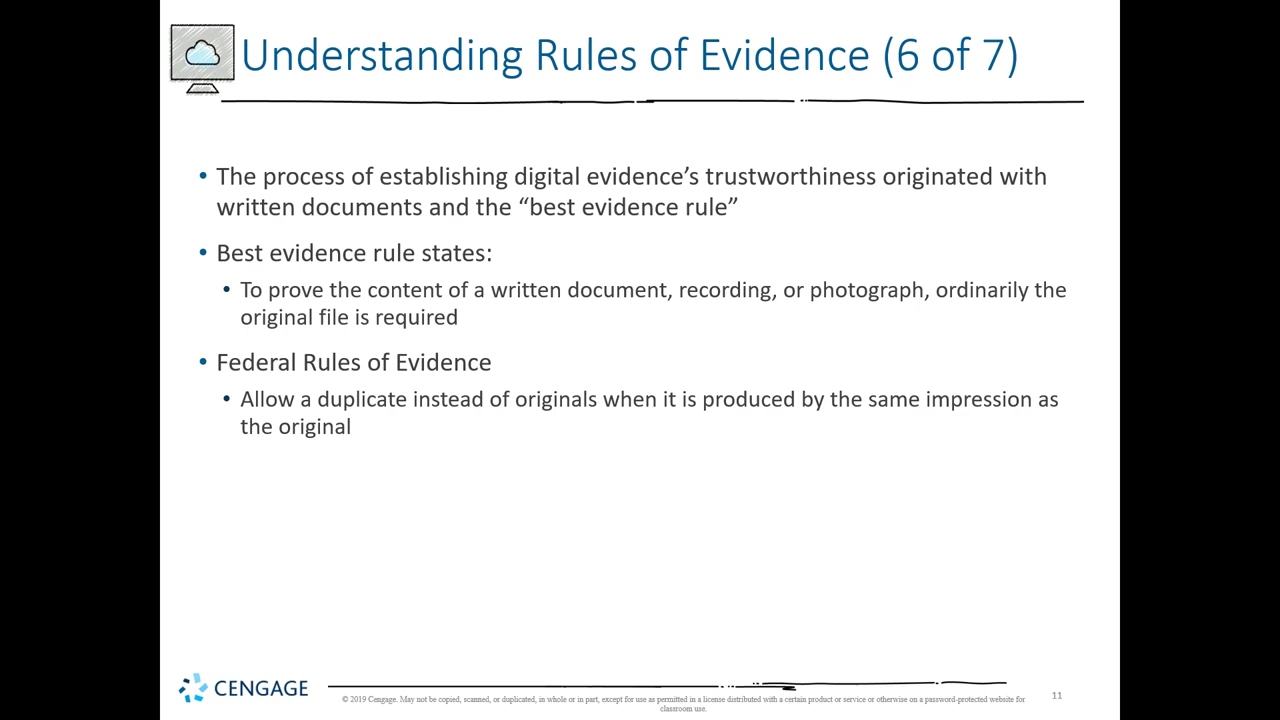 Understanding Rules of Evidence (6 of 7)
• The process of establishing digital evidence’s trustworthiness originated with
written documents and the “best evidence rule”
• Best evidence rule states:
• To prove the content of a written document, recording, or photograph, ordinarily the
original file is required
• Federal Rules of Evidence
• Allow a duplicate instead of originals when it is produced by the same impression as
the original
CENGAGE
© 2019 Cengage. May not be copied, scanned, or duplicated, in whole or in part, except for use as permitted in a license distributed with a certain product or service or otherwise on a password-protected website for
classroom use.
11